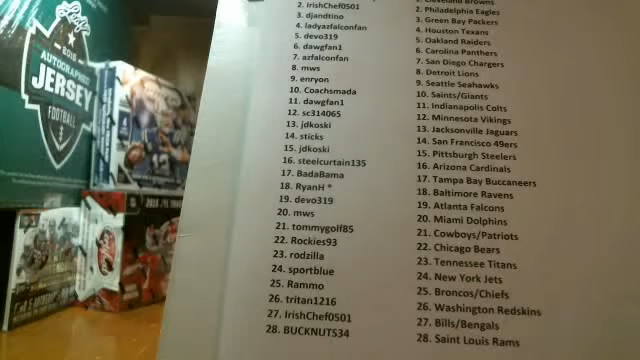 2. IrishChef0501
3. djandtino
4. ladyazfalconfan
5. devo319
6. dawgfan1
7. azfalconfan
8. mws
9. enryon
10. Coachsmada
11. dawgfan1
12. sc314065
13. jdkoski
14. sticks
15. jdkoski
16. steelcurtain135
17. BadaBama
18. RyanH *
19. devo319
20. mws
21. tommygolf85
22. Rockies93
23. rodzilla
24. sportblue
25. Rammo
26. tritan1216
27. IrishChef0501
28. BUCKNUTS34
1. Cleveland Browns
2. Philadelphia Eagles
3. Green Bay Packers
4. Houston Texans
5. Oakland Raiders
6. Carolina Panthers
7. San Diego Chargers
8. Detroit Lions
9. Seattle Seahawks
10. Saints/Giants
11. Indianapolis Colts
12. Minnesota Vikings
13. Jacksonville Jaguars
14. San Francisco 49ers
15. Pittsburgh Steelers
16. Arizona Cardinals
17. Tampa Bay Buccaneers
18. Baltimore Ravens
19. Atlanta Falcons
20. Miami Dolphins
21. Cowboys/Patriots
22. Chicago Bears
23. Tennessee Titans
24. New York Jets
25. Broncos/Chiefs
26. Washington Redskins
27. Bills/Bengals
28. Saint Louis Rams
2015
AUTOGRAPHED
JERSEY
FOOTBALL